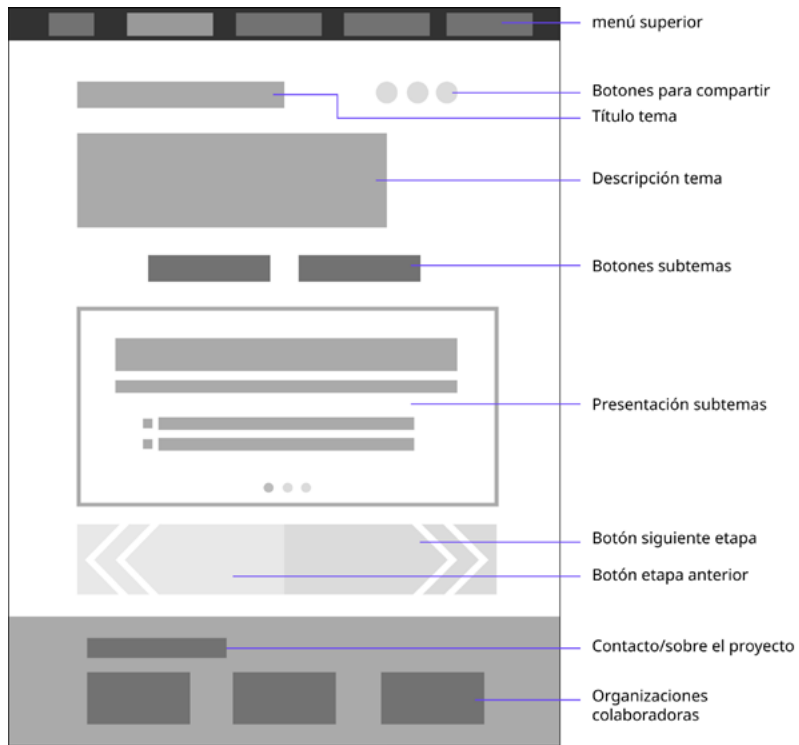 menú superior
Botones para compartir
Título tema
Descripción tema
Botones subtemas
Presentación subtemas
Botón siguiente etapa
Botón etapa anterior
Contacto/sobre el proyecto
Organizaciones
colaboradoras